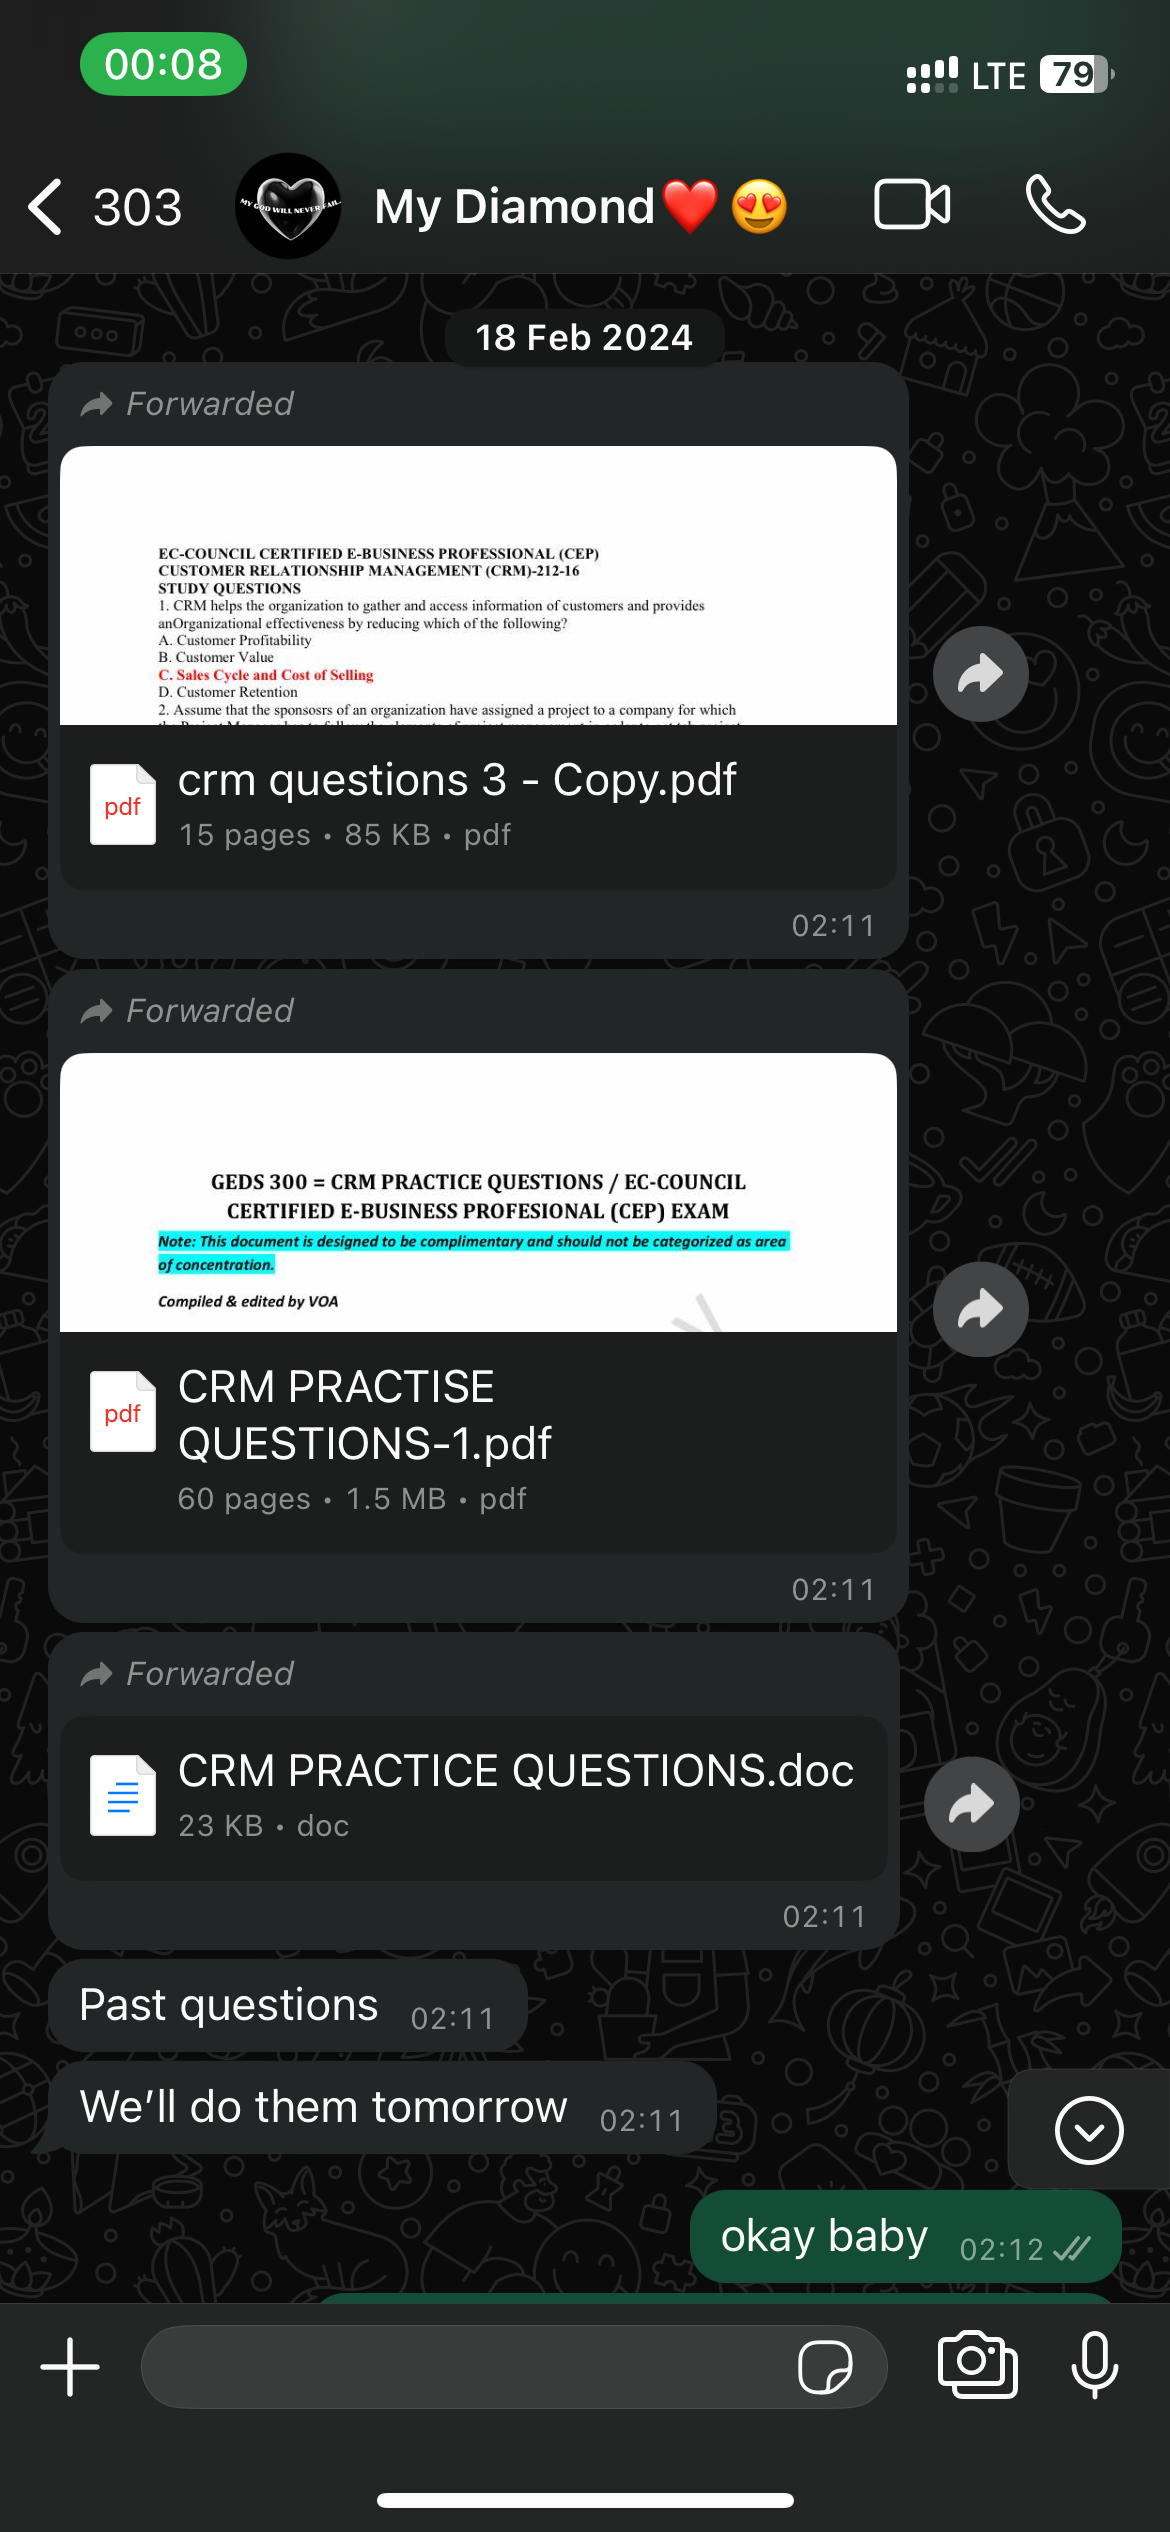 00:08
LTE 79
303
MY GOD WILL NEVER FAIL.
My Diamond❤️😍
18 Feb 2024
Forwarded
EC-COUNCIL CERTIFIED E-BUSINESS PROFESSIONAL (CEP)
CUSTOMER RELATIONSHIP MANAGEMENT (CRM)-212-16
STUDY QUESTIONS
1. CRM helps the organization to gather and access information of customers and provides
anOrganizational effectiveness by reducing which of the following?
A. Customer Profitability
B. Customer Value
C. Sales Cycle and Cost of Selling
D. Customer Retention
2. Assume that the sponsosrs of an organization have assigned a project to a company for which
pdf
crm questions 3 - Copy.pdf
15 pages • 85 KB • pdf
02:11
Forwarded
GEDS 300 = CRM PRACTICE QUESTIONS / EC-COUNCIL
CERTIFIED E-BUSINESS PROFESIONAL (CEP) EXAM
Note: This document is designed to be complimentary and should not be categorized as area
of concentration.
Compiled & edited by VOA
pdf
CRM PRACTISE
QUESTIONS-1.pdf
60 pages • 1.5 MB • pdf
02:11
Forwarded
CRM PRACTICE QUESTIONS.doc
23 KB • doc
02:11
Past questions 02:11
We’ll do them tomorrow 02:11
okay baby 02:12